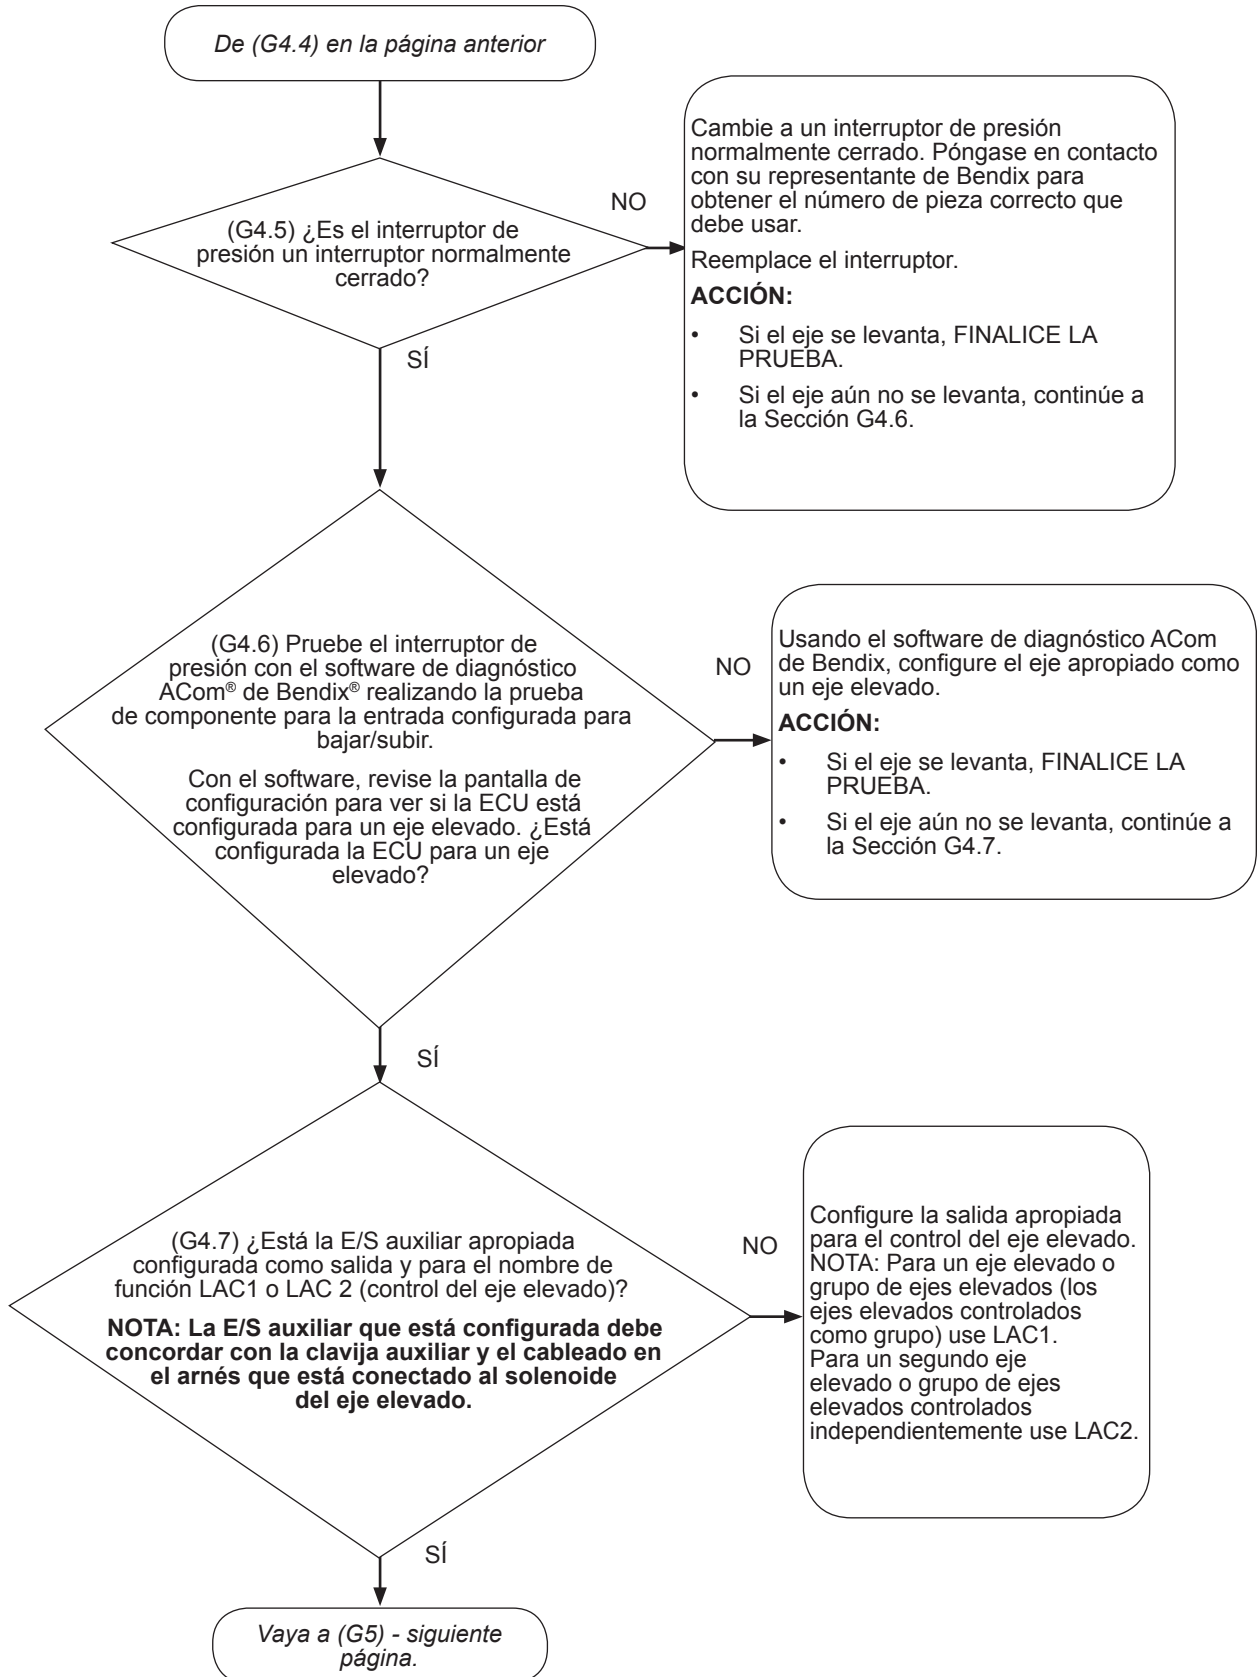 De (G4.4) en la página anterior
(G4.5) ¿Es el interruptor de
presión un interruptor normalmente
cerrado?
NO
Cambie a un interruptor de presión
normalmente cerrado. Póngase en contacto
con su representante de Bendix para
obtener el número de pieza correcto que
debe usar.
Reemplace el interruptor.
ACCIÓN:
• Si el eje se levanta, FINALICE LA
PRUEBA.
• Si el eje aún no se levanta, continúe a
la Sección G4.6.
SÍ
(G4.6) Pruebe el interruptor de
presión con el software de diagnóstico
ACom® de Bendix® realizando la prueba
de componente para la entrada configurada para
bajar/subir.
Con el software, revise la pantalla de
configuración para ver si la ECU está
configurada para un eje elevado. ¿Está
configurada la ECU para un eje
elevado?
NO
Usando el software de diagnóstico ACom
de Bendix, configure el eje apropiado como
un eje elevado.
ACCIÓN:
• Si el eje se levanta, FINALICE LA
PRUEBA.
• Si el eje aún no se levanta, continúe a
la Sección G4.7.
SÍ
(G4.7) ¿Está la E/S auxiliar apropiada
configurada como salida y para el nombre de
función LAC1 o LAC 2 (control del eje elevado)?
NOTA: La E/S auxiliar que está configurada debe
concordar con la clavija auxiliar y el cableado en
el arnés que está conectado al solenoide
del eje elevado.
NO
Configure la salida apropiada
para el control del eje elevado.
NOTA: Para un eje elevado o
grupo de ejes elevados (los
ejes elevados controlados
como grupo) use LAC1.
Para un segundo eje
elevado o grupo de ejes
elevados controlados
independientemente use LAC2.
SÍ
Vaya a (G5) - siguiente
página.